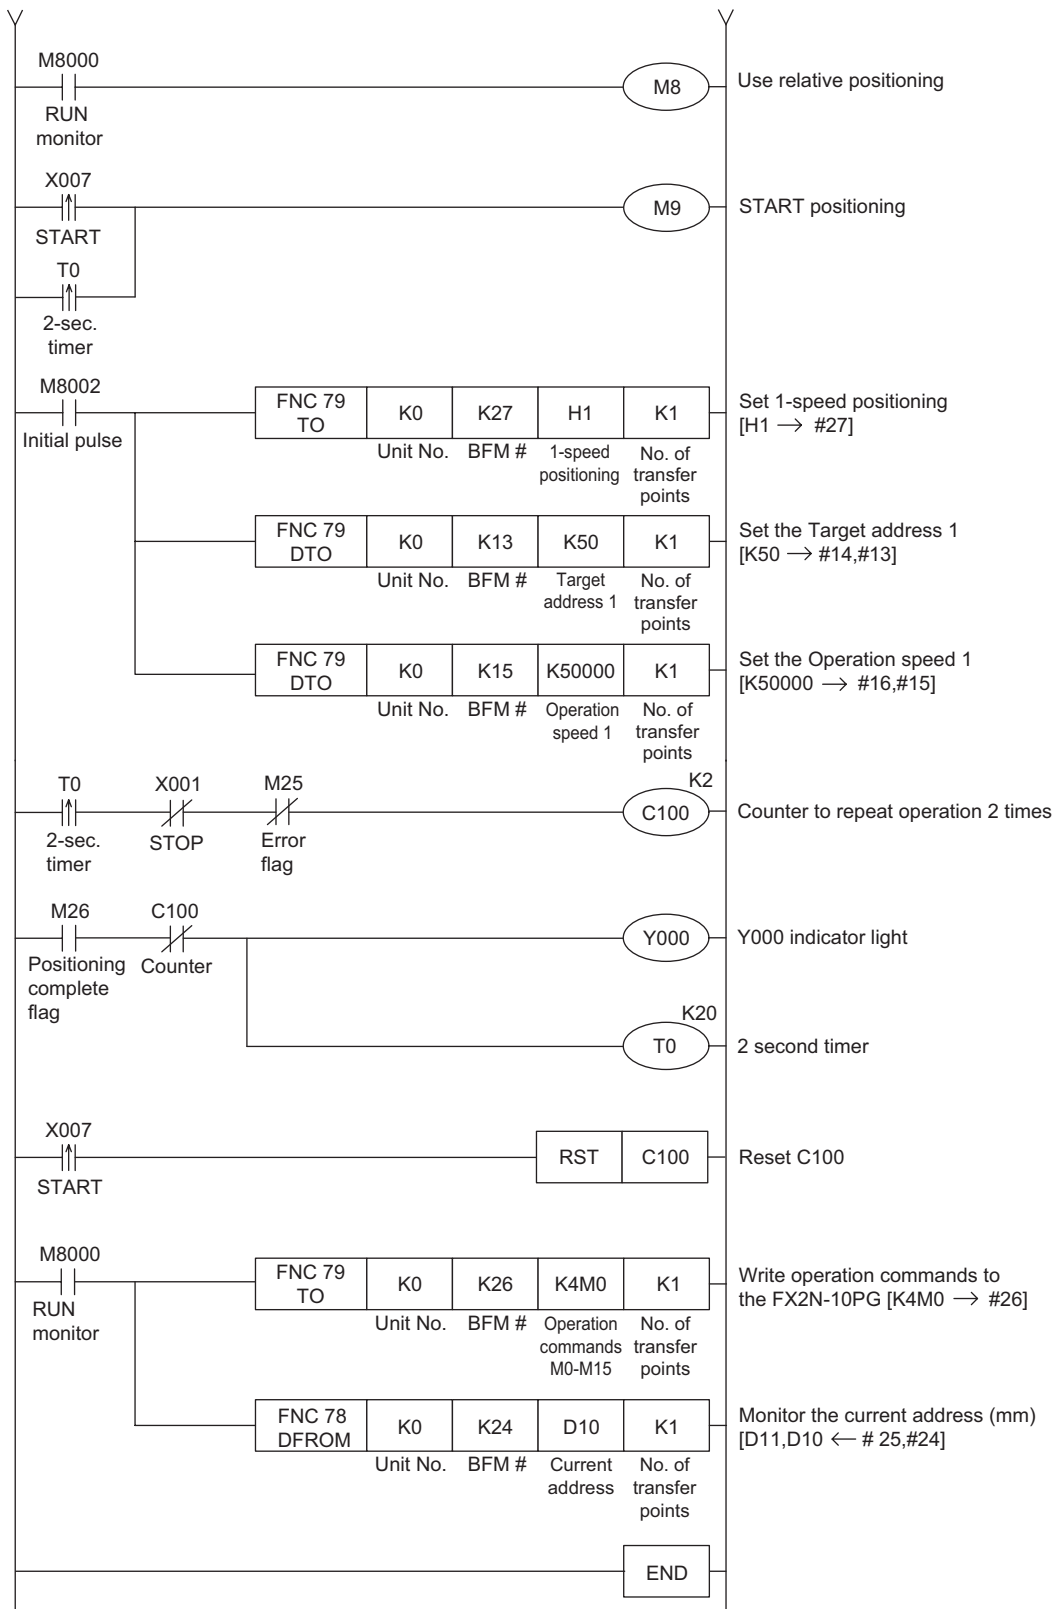 M8000
M8
Use relative positioning
RUN
monitor
X007
M9
START positioning
START
T0
2-sec.
timer
M8002
Initial pulse
FNC 79
TO
K0
K27
H1
K1
Unit No.
BFM #
1-speed
positioning
No. of
transfer
points
Set 1-speed positioning
[H1 → #27]
FNC 79
DTO
K0
K13
K50
K1
Unit No.
BFM #
Target
address 1
No. of
transfer
points
Set the Target address 1
[K50 → #14,#13]
FNC 79
DTO
K0
K15
K50000
K1
Unit No.
BFM #
Operation
speed 1
No. of
transfer
points
Set the Operation speed 1
[K50000 → #16,#15]
T0
2-sec.
timer
X001
STOP
M25
Error
flag
K2
C100
Counter to repeat operation 2 times
M26
Positioning
complete
flag
C100
Counter
Y000
Y000 indicator light
K20
T0
2 second timer
X007
START
RST
C100
Reset C100
M8000
RUN
monitor
FNC 79
TO
K0
K26
K4M0
K1
Unit No.
BFM #
Operation
commands
M0-M15
No. of
transfer
points
Write operation commands to
the FX2N-10PG [K4M0 → #26]
FNC 78
DFROM
K0
K24
D10
K1
Unit No.
BFM #
Current
address
No. of
transfer
points
Monitor the current address (mm)
[D11,D10 ← # 25,#24]
END